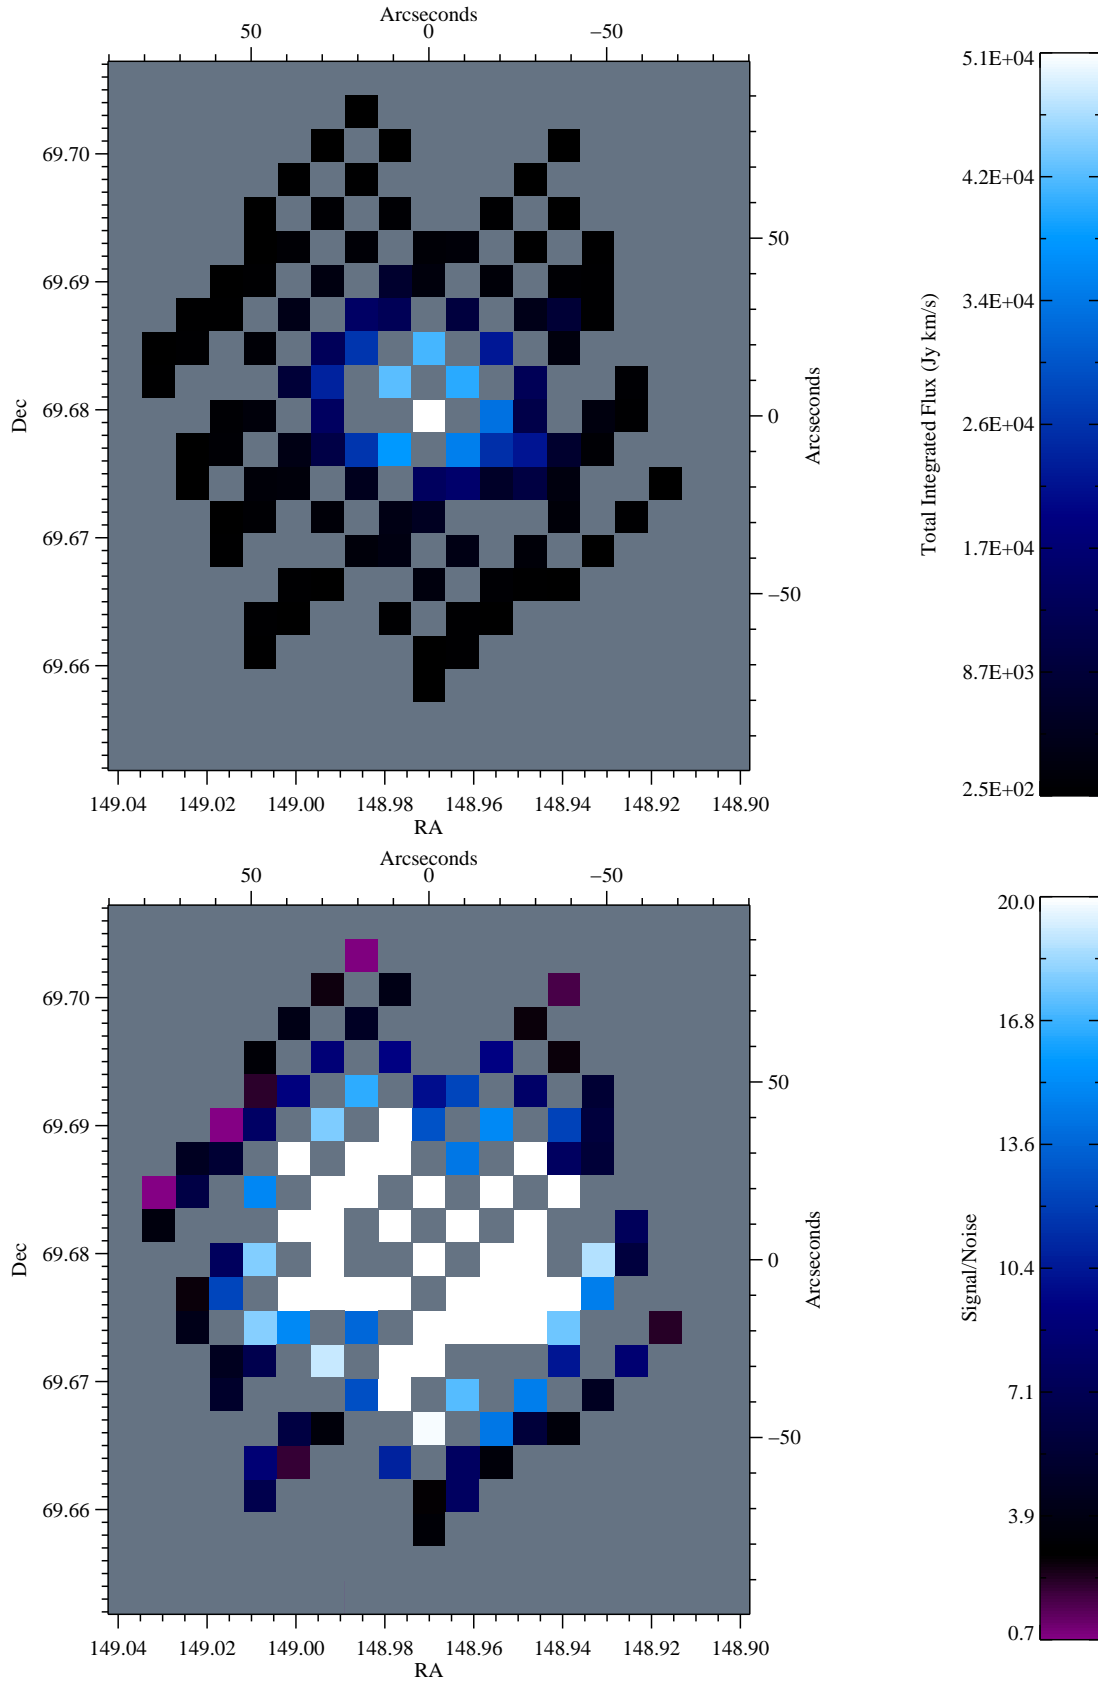 Arcseconds
50 0 −50
5.1E+04
69.70
4.2E+04
50
69.69
3.4E+04
Total Integrated Flux (Jy km/s)
Dec
69.68
0
Arcseconds
2.6E+04
69.67
1.7E+04
−50
69.66
8.7E+03
2.5E+02
149.04 149.02 149.00 148.98 148.96 148.94 148.92 148.90
RA
Arcseconds
50 0 −50
20.0
69.70
16.8
50
69.69
13.6
Signal/Noise
Dec
69.68
0
Arcseconds
10.4
69.67
7.1
−50
69.66
3.9
0.7
149.04 149.02 149.00 148.98 148.96 148.94 148.92 148.90
RA